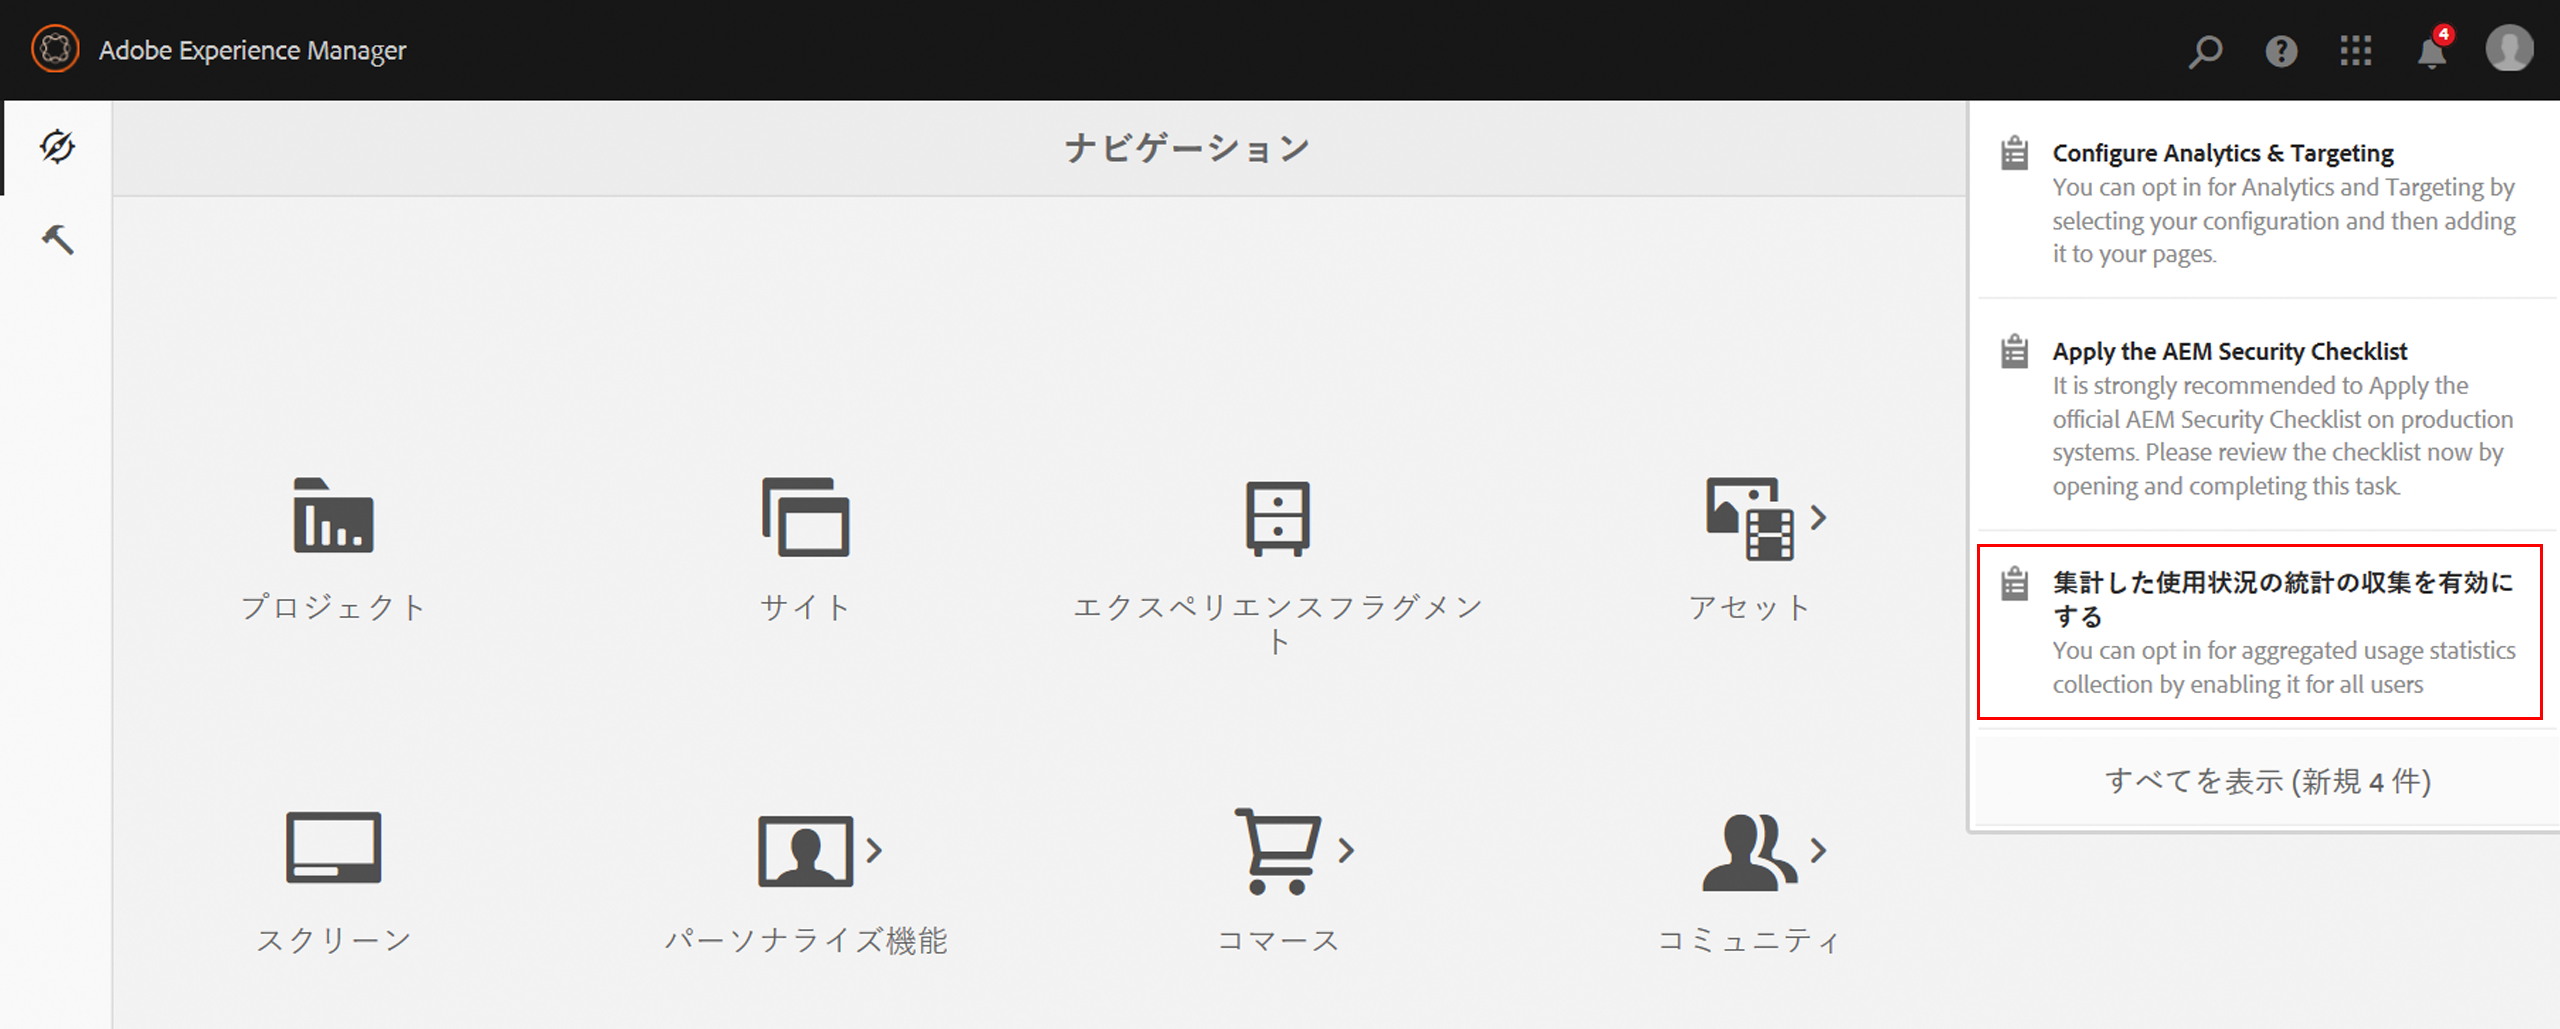 Adobe Experience Manager
4
ナビゲーション
プロジェクト
サイト
エクスペリエンスフラグメン
ト
アセット
スクリーン
パーソナライズ機能
コマース
コミュニティ
Configure Analytics & Targeting
You can opt in for Analytics and Targeting by
selecting your configuration and then adding
it to your pages.
Apply the AEM Security Checklist
It is strongly recommended to Apply the
official AEM Security Checklist on production
systems. Please review the checklist now by
opening and completing this task.
集計した使用状況の統計の収集を有効に
する
You can opt in for aggregated usage statistics
collection by enabling it for all users
すべてを表示 (新規 4 件)